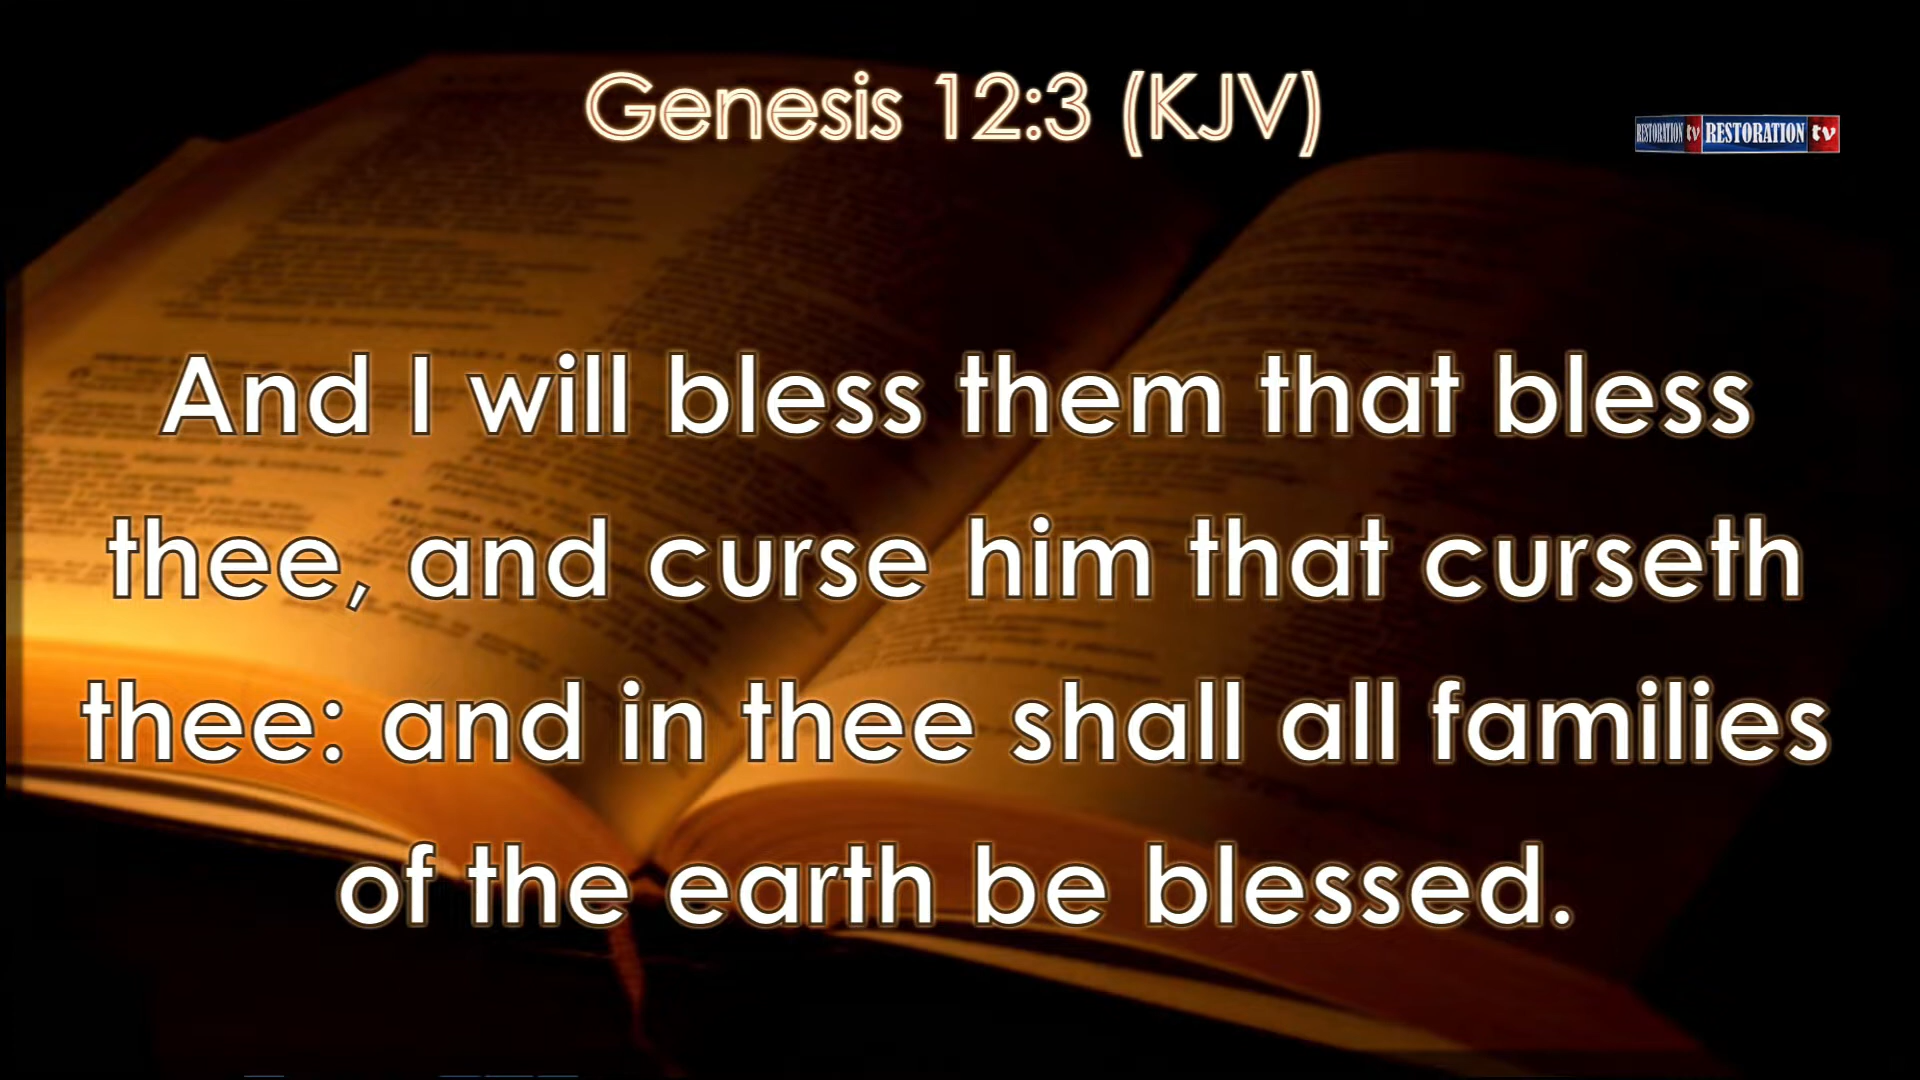 Genesis 12:3 (KJV)
RESTORATION tv RESTORATION tv
And I will bless them that bless
thee, and curse him that curseth
thee: and in thee shall all families
of the earth be blessed.